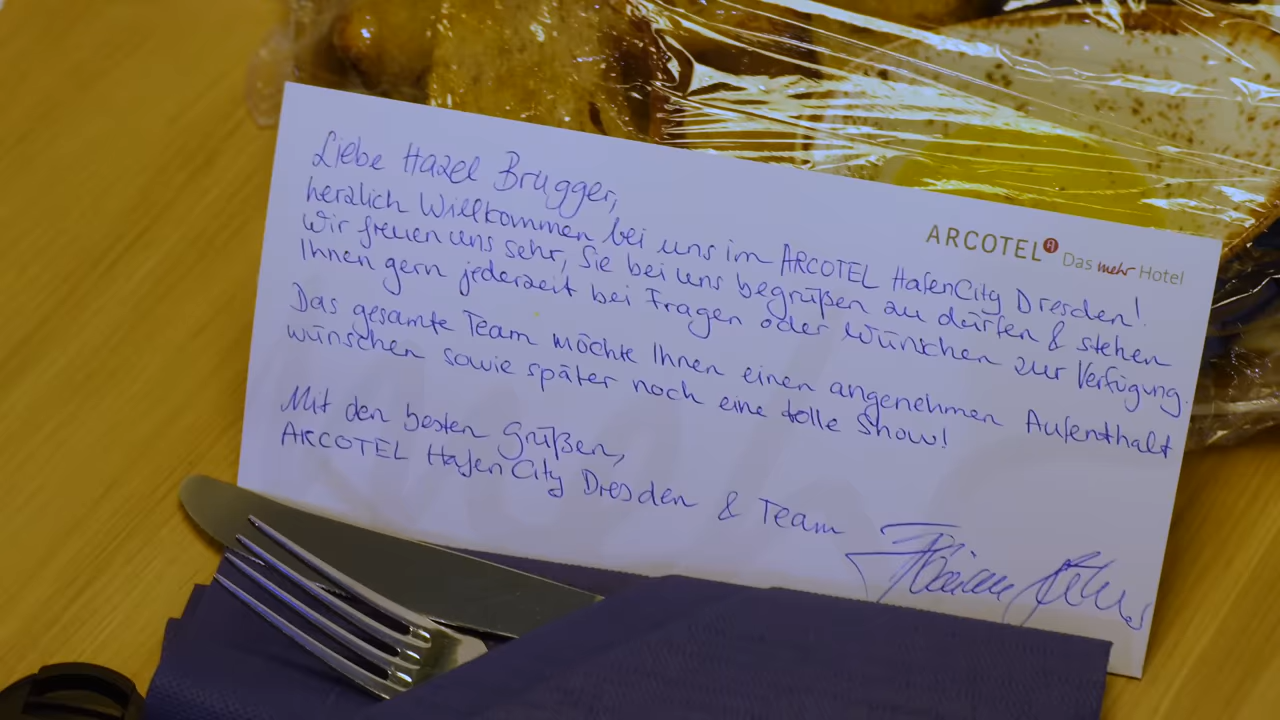 ARCOTEL
Das mehr Hotel
Liebe Hazel Brugger,
herzlich Willkommen bei uns im ARCOTEL HafenCity Dresden!
Wir freuen uns sehr, Sie bei uns begrüßen zu dürfen & stehen
Ihnen gern jederzeit bei Fragen oder Wünschen zur Verfügung.
Das gesamte Team möchte Ihnen einen angenehmen Aufenthalt
wünschen sowie später noch eine tolle Show!
Mit den besten Grüßen,
ARCOTEL HafenCity Dresden & Team